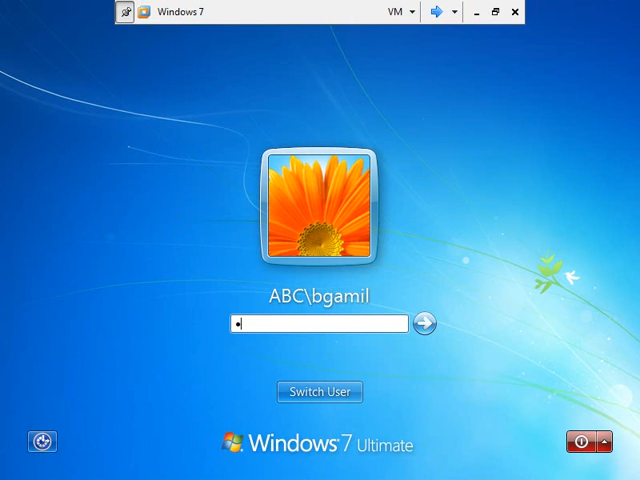 Windows 7
VM
ABC\bgamil
Switch User
Windows 7 Ultimate